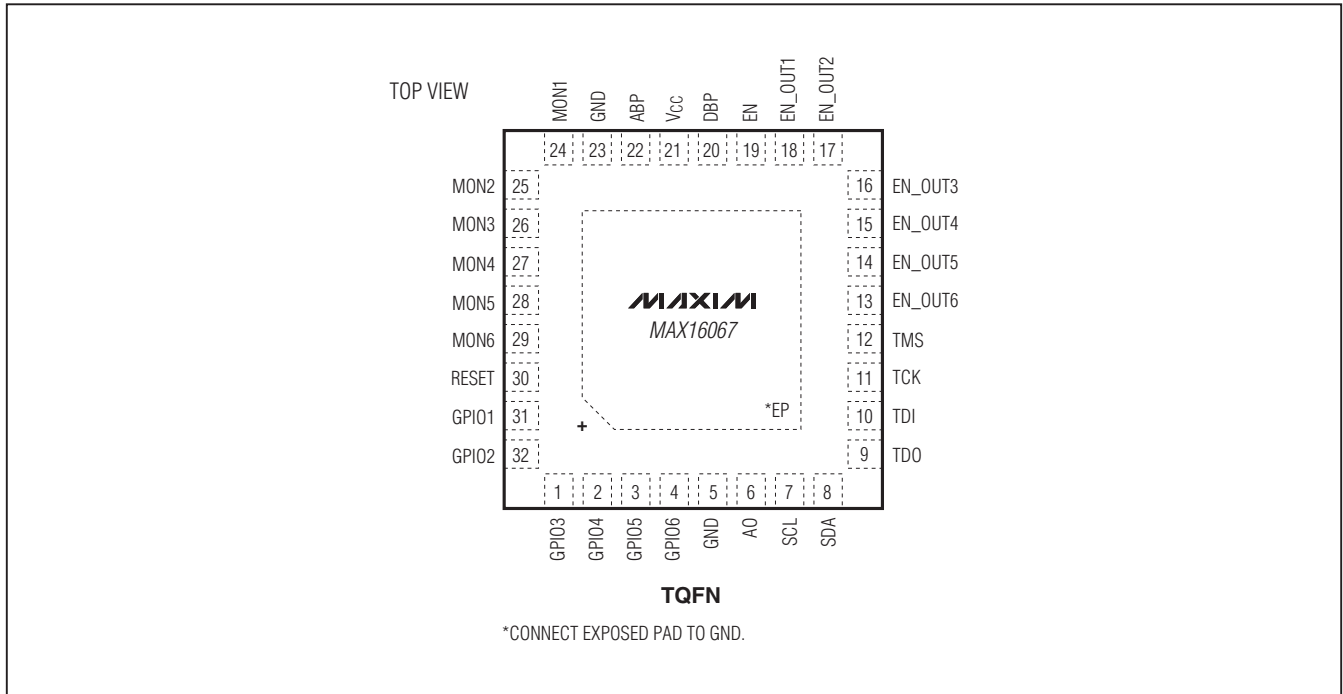 TOP VIEW
MON1
GND
ABP
VCC
DBP
EN
EN_OUT1
EN_OUT2
24 23 22 21 20 19 18 17
MON2 25
MON3 26
MON4 27
MON5 28
MON6 29
RESET 30
GPIO1 31
GPIO2 32
16 EN_OUT3
15 EN_OUT4
14 EN_OUT5
13 EN_OUT6
12 TMS
11 TCK
10 TDI
9 TDO
MAXIM
MAX16067
*EP
+
1 2 3 4 5 6 7 8
GPIO3
GPIO4
GPIO5
GPIO6
GND
A0
SCL
SDA
TQFN
*CONNECT EXPOSED PAD TO GND.